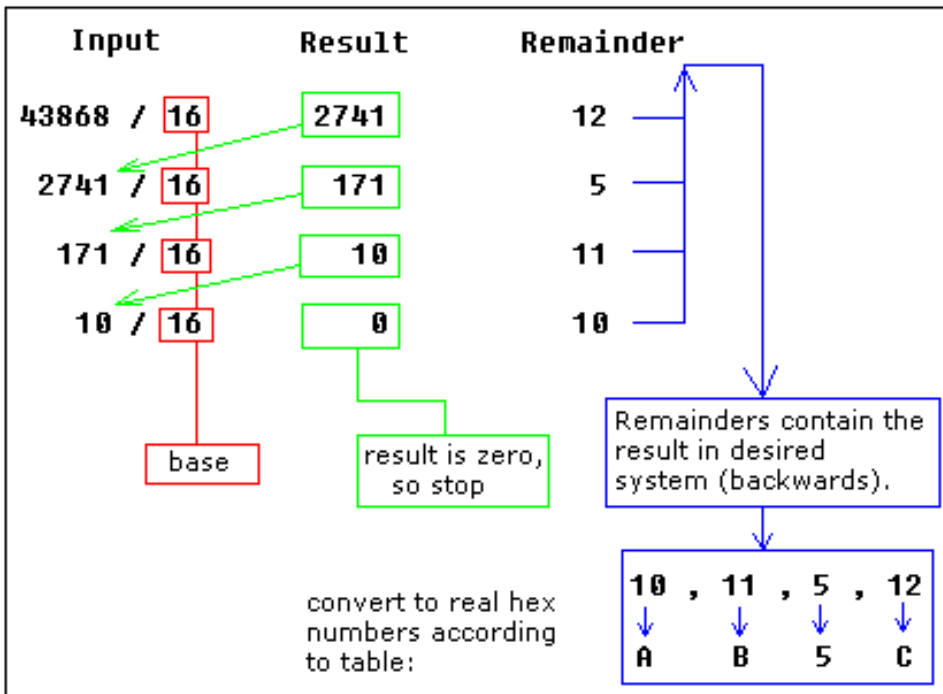 Input Result Remainder
43868 / 16 2741 12
2741 / 16 171 5
171 / 16 10 11
10 / 16 0 10
base
result is zero,
so stop
Remainders contain the
result in desired
system (backwards).
convert to real hex
numbers according
to table:
10 , 11 , 5 , 12
A B 5 C